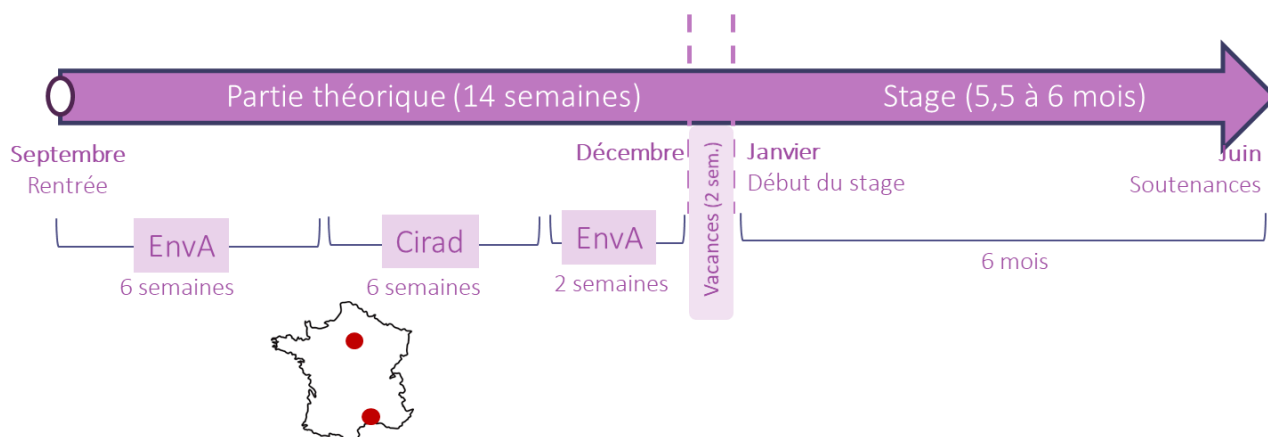 Partie théorique (14 semaines)
Stage (5,5 à 6 mois)
Septembre
Rentrée
Décembre
Vacances (2 sem.)
Janvier
Début du stage
Juin
Soutenances
EnvA
6 semaines
Cirad
6 semaines
EnvA
2 semaines
6 mois